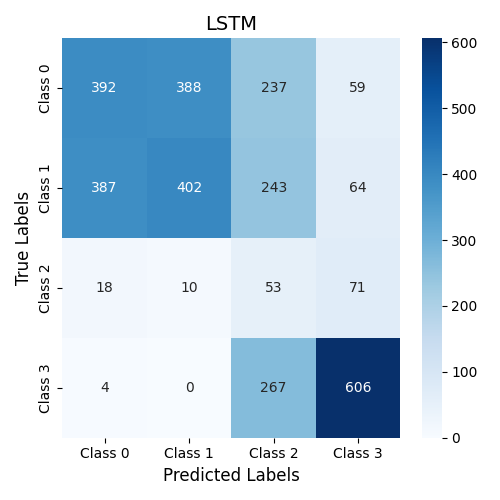 LSTM
True Labels
Class 0
392 388 237 59
Class 1
387 402 243 64
Class 2
18 10 53 71
Class 3
4 0 267 606
Class 0 Class 1 Class 2 Class 3
Predicted Labels
600
500
400
300
200
100
0